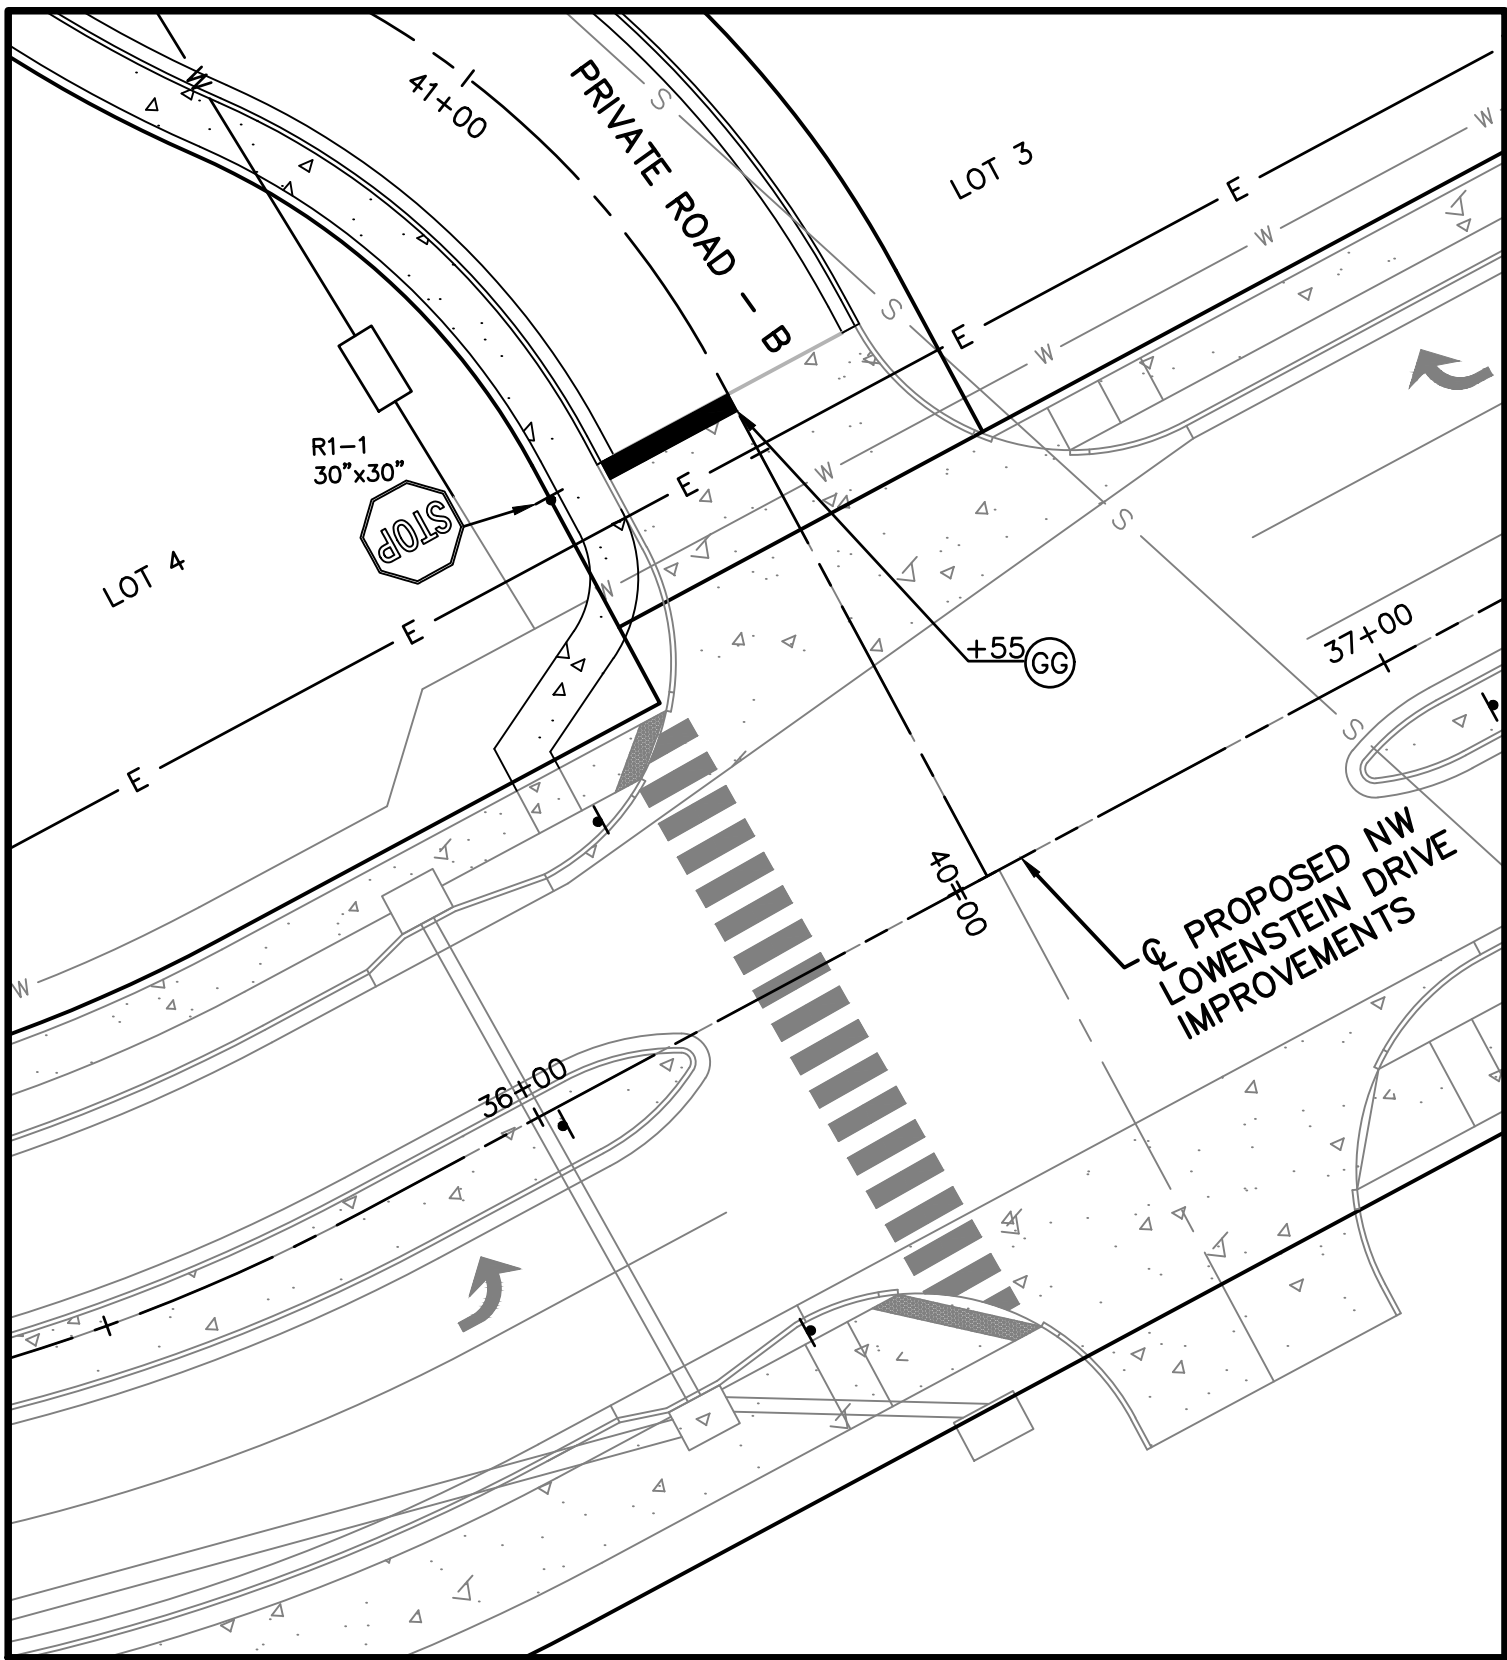 W
41+00
PRIVATE ROAD - B
S
LOT 3
W
E
W
S
E
W
R1-1
30"x30"
STOP
E
W
S
LOT 4
W
E
+55
GG
37+00
S
E
40+00
℄ PROPOSED NW
LOWENSTEIN DRIVE
IMPROVEMENTS
W
36+00